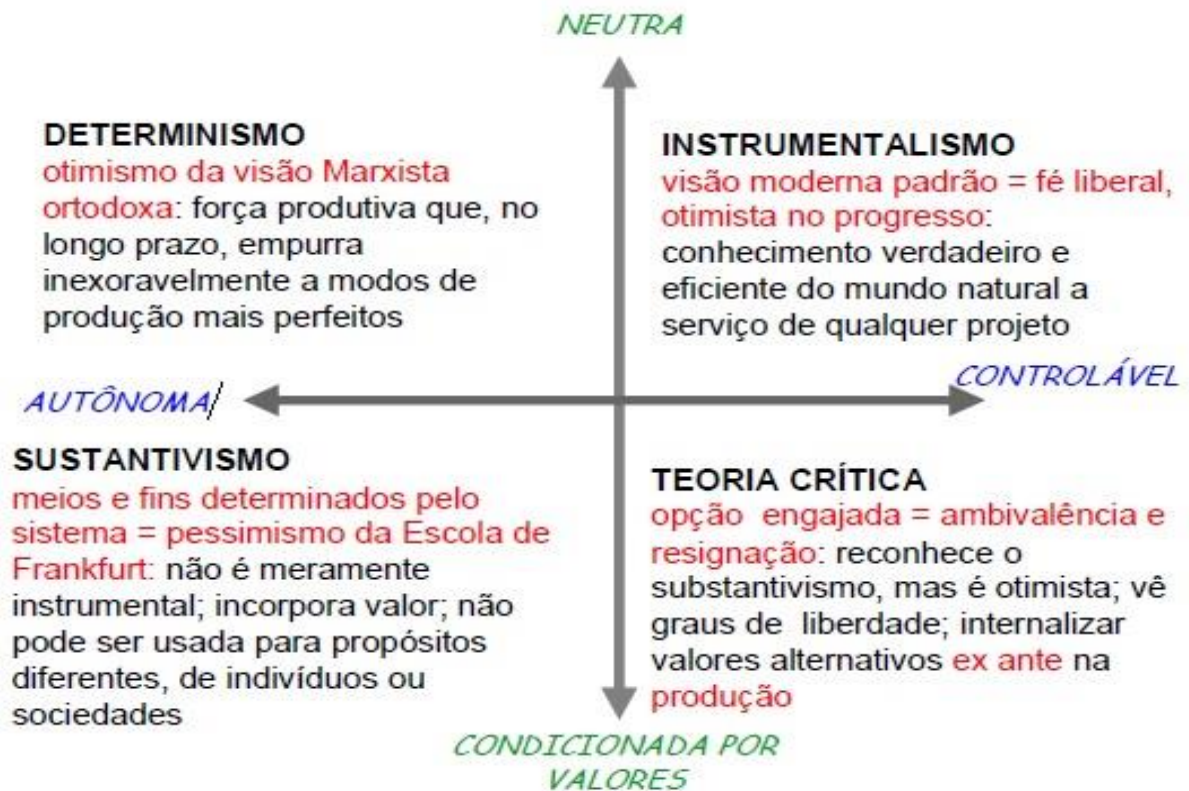 NEUTRA
DETERMINISMO
otimismo da visão Marxista
ortodoxa: força produtiva que, no
longo prazo, empurra
inexoravelmente a modos de
produção mais perfeitos
INSTRUMENTALISMO
visão moderna padrão = fé liberal,
otimista no progresso:
conhecimento verdadeiro e
eficiente do mundo natural a
serviço de qualquer projeto
AUTÔNOMA/
CONTROLÁVEL
SUSTANTIVISMO
meios e fins determinados pelo
sistema = pessimismo da Escola de
Frankfurt: não é meramente
instrumental; incorpora valor; não
pode ser usada para propósitos
diferentes, de indivíduos ou
sociedades
TEORIA CRÍTICA
opção engajada = ambivalência e
resignação: reconhece o
substantivismo, mas é otimista; vê
graus de liberdade; internalizar
valores alternativos ex ante na
produção
CONDICIONADA POR
VALORES